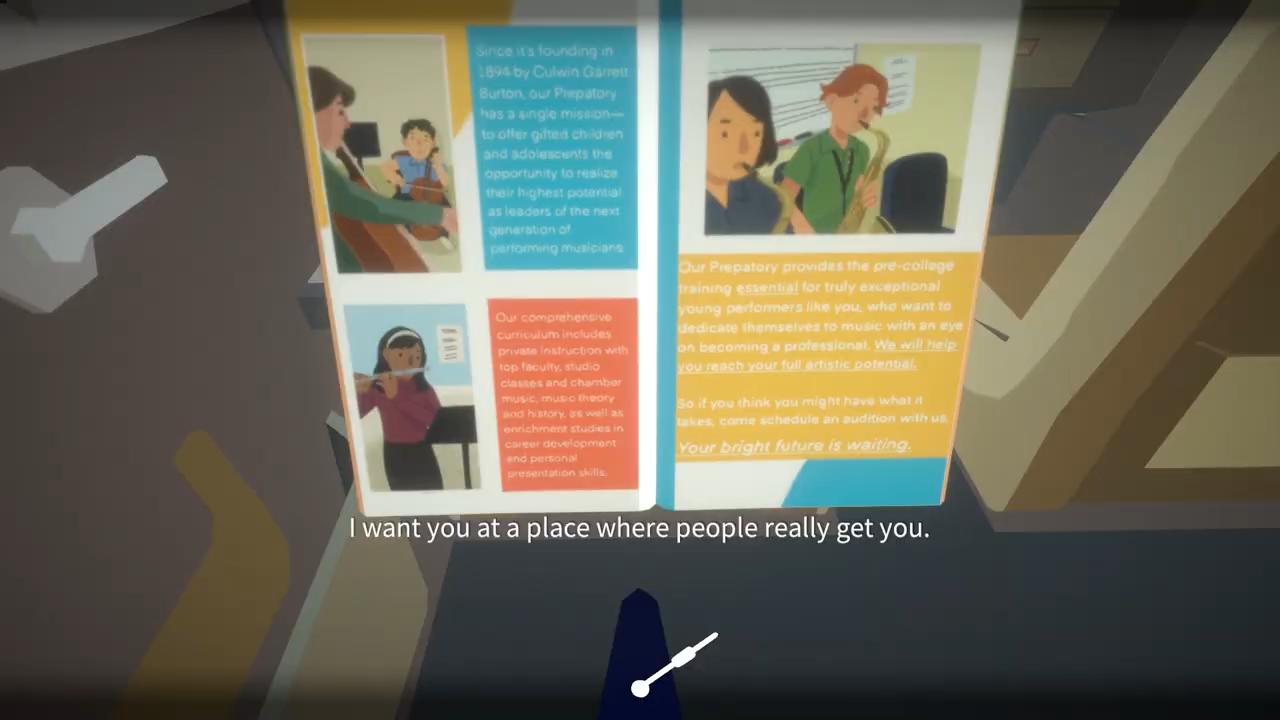 Since it's founding in
1894 by Culwin Garrett
Burton, our Prepatory
has a single mission—
to offer gifted children
and adolescents the
opportunity to realize
their highest potential
as leaders of the next
generation of
performing musicians.
Our comprehensive
curriculum includes
private instruction with
top faculty, studio
classes and chamber
music, music theory
and history, as well as
enrichment studies in
career development
and personal
presentation skills.
Our Prepatory provides the pre-college
training essential for truly exceptional
young performers like you, who want to
dedicate themselves to music with an eye
on becoming a professional. We will help
you reach your full artistic potential.
So if you think you might have what it
takes, come schedule an audition with us.
Your bright future is waiting.
I want you at a place where people really get you.